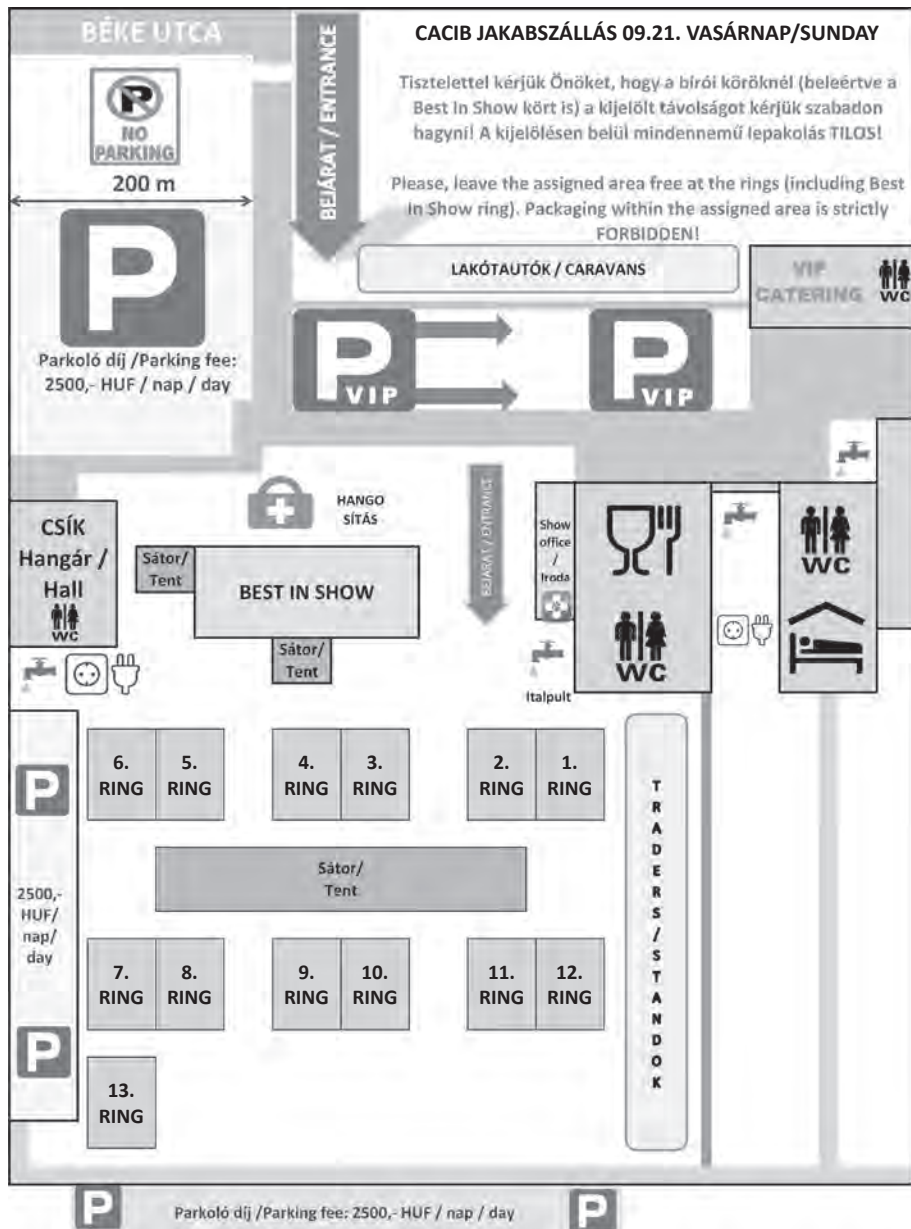 BÉKE UTCA
CACIB JAKABSZÁLLÁS 09.21. VASÁRNAP/SUNDAY
Tisztelettel kérjük Önöket, hogy a bírói köröknél (beleértve a
Best In Show kört is) a kijelölt távolságot kérjük szabadon
hagyni! A kijelölésen belül mindennemű lepakolás TILOS!
Please, leave the assigned area free at the rings (including Best
In Show ring). Packaging within the assigned area is strictly
FORBIDDEN!
BEJÁRAT / ENTRANCE
P
NO
PARKING
200 m
P
Parkoló díj /Parking fee:
2500,- HUF / nap / day
LAKÓTAUTÓK / CARAVANS
VIP
CATERING
WC
P
VIP
P
VIP
CSÍK
Hangár /
Hall
WC
Sátor/
Tent
HANGO
SÍTÁS
BEST IN SHOW
Sátor/
Tent
BEJÁRAT / ENTRANCE
Show
office
/
Iroda
WC
Italpult
WC
6.
RING
5.
RING
4.
RING
3.
RING
2.
RING
1.
RING
P
2500,-
HUF/
nap/
day
P
Sátor/
Tent
7.
RING
8.
RING
9.
RING
10.
RING
11.
RING
12.
RING
13.
RING
TRADERS/STANDOK
P
Parkoló díj /Parking fee: 2500,- HUF / nap / day
P